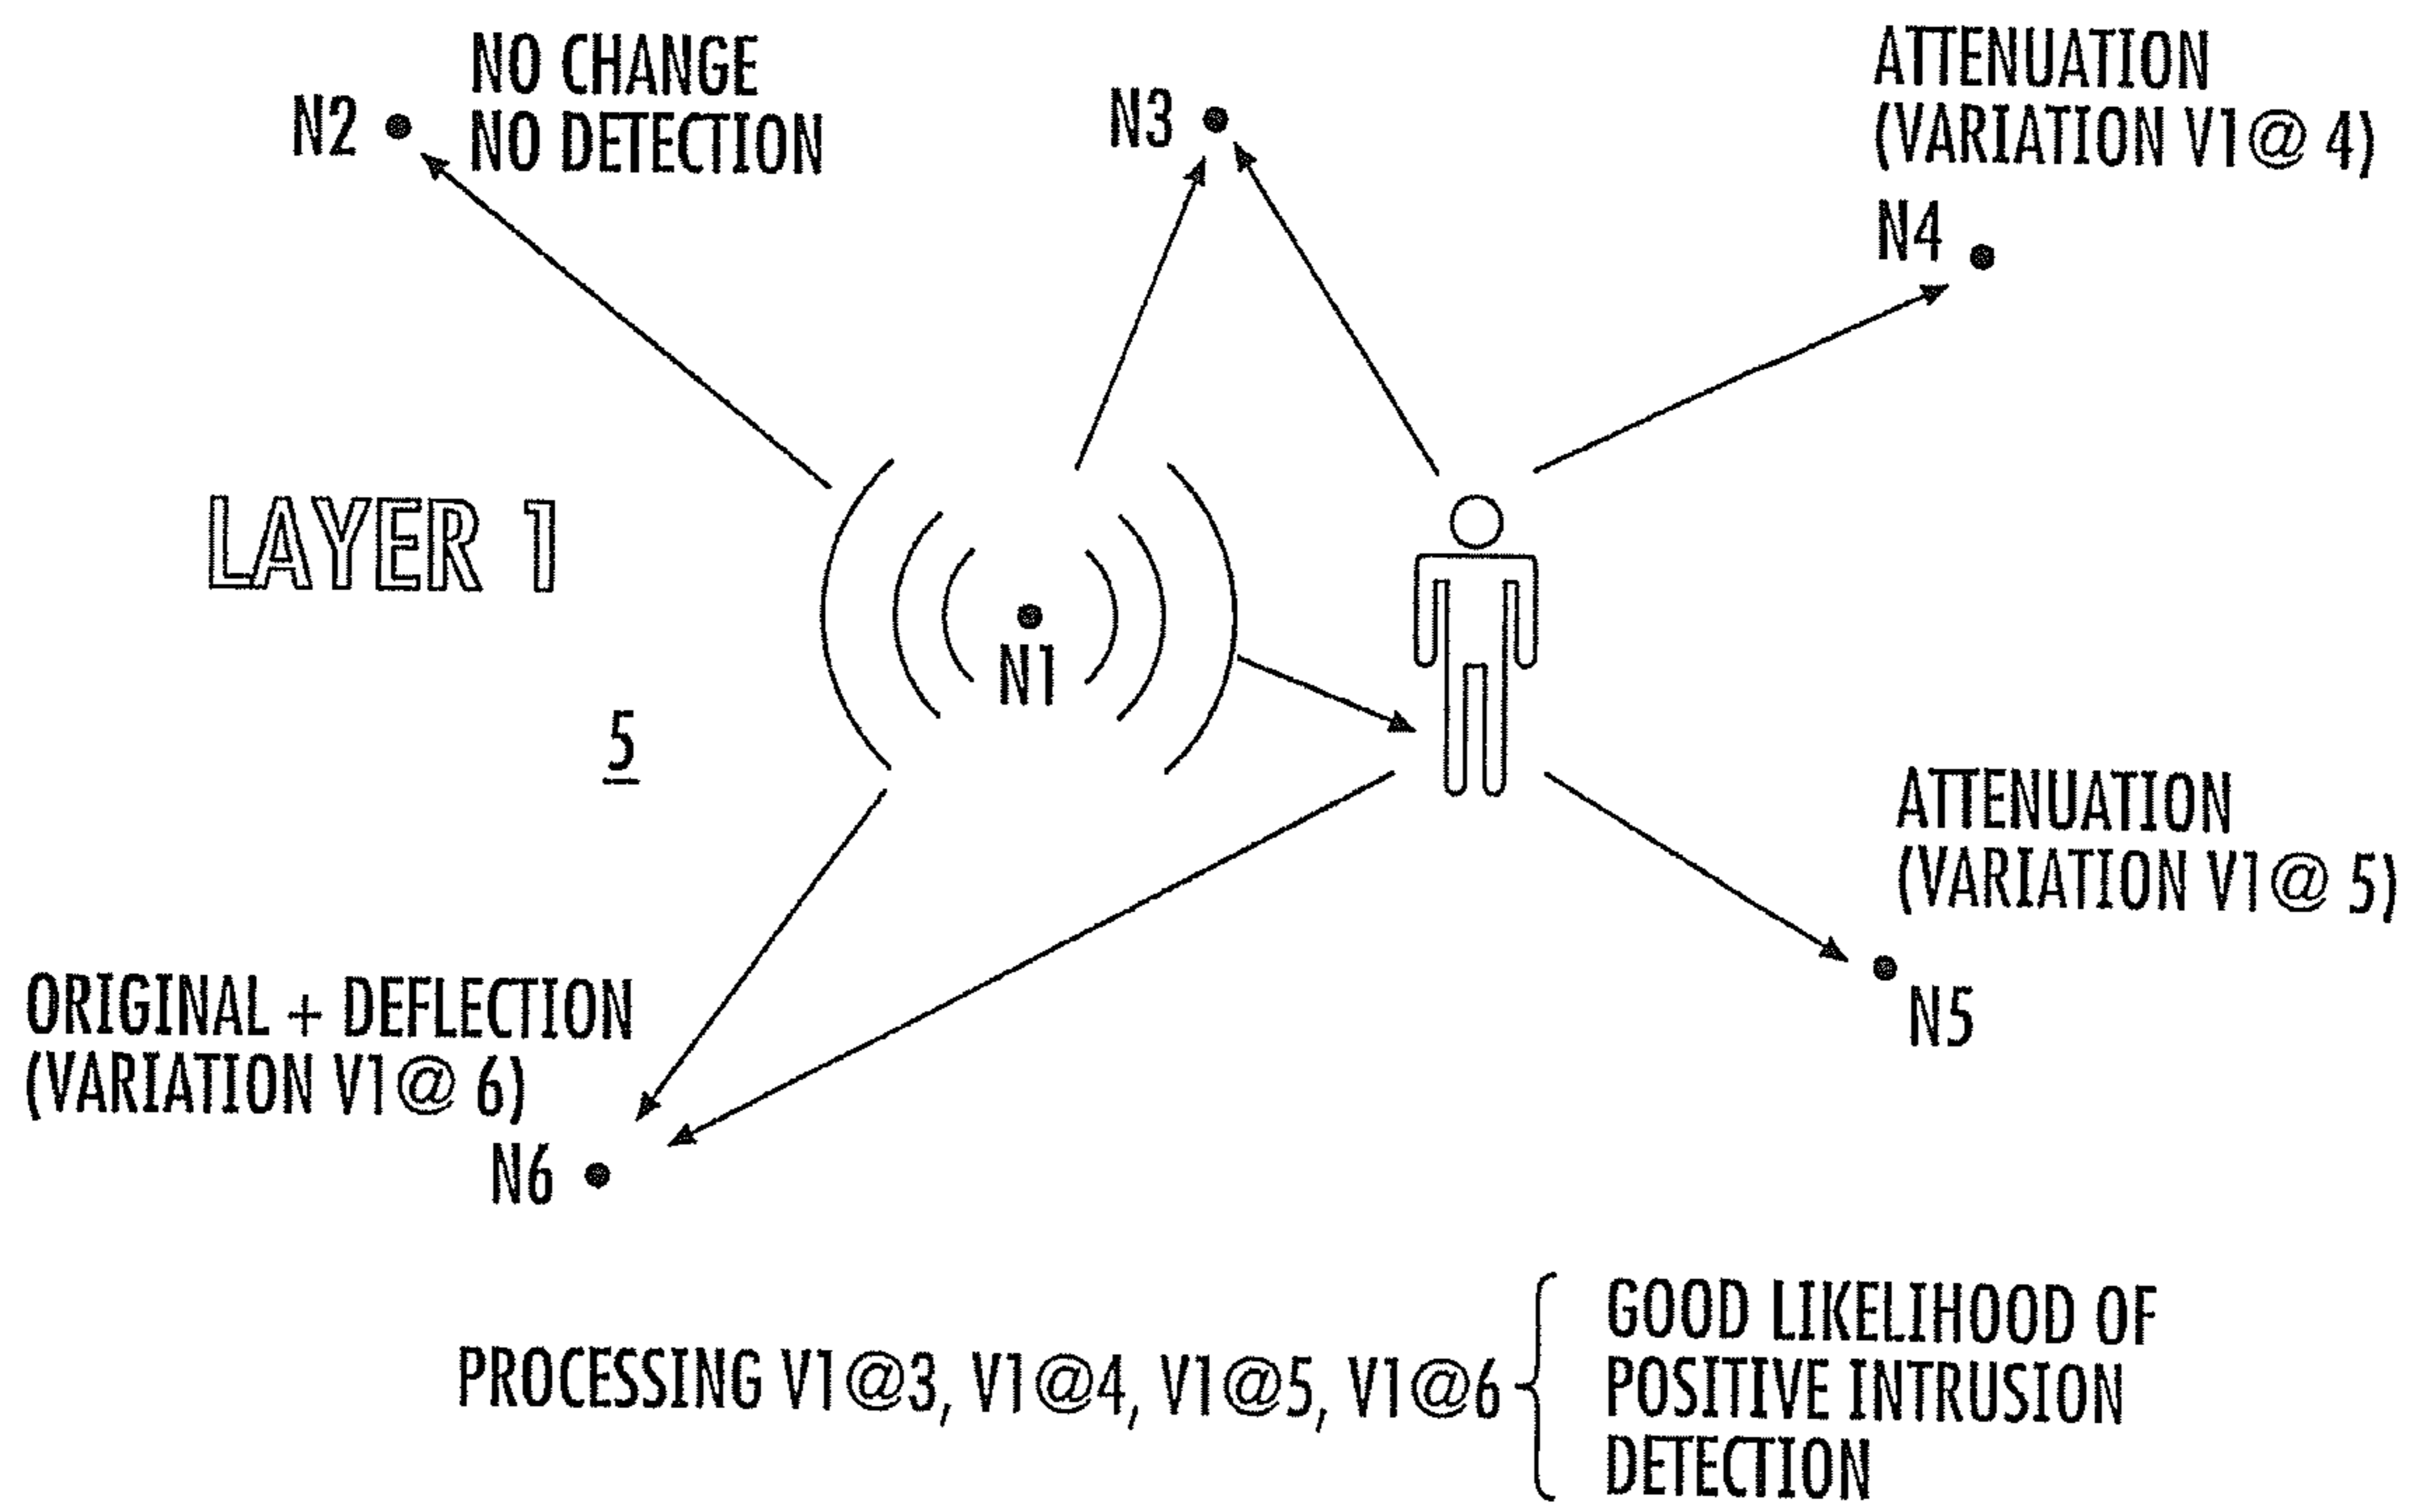 NO CHANGE
N2
NO DETECTION
N3
ATTENUATION
(VARIATION V1@ 4)
N4
LAYER 1
N1
5
ATTENUATION
(VARIATION V1@ 5)
N5
ORIGINAL + DEFLECTION
(VARIATION V1@ 6)
N6
PROCESSING V1@3, V1@4, V1@5, V1@6
GOOD LIKELIHOOD OF
POSITIVE INTRUSION
DETECTION